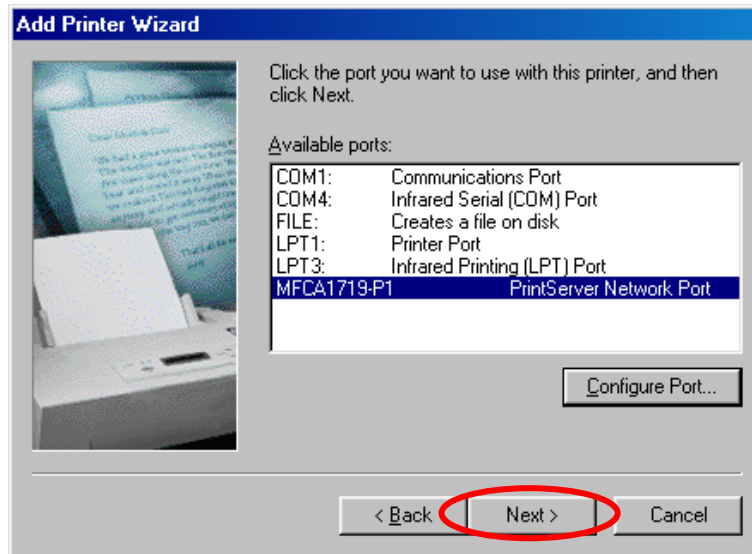 Add Printer Wizard
Click the port you want to use with this printer, and then
click Next.
Available ports:
COM1: Communications Port
COM4: Infrared Serial (COM) Port
FILE: Creates a file on disk
LPT1: Printer Port
LPT3: Infrared Printing (LPT) Port
MFCA1719-P1 PrintServer Network Port
Configure Port...
< Back Next > Cancel